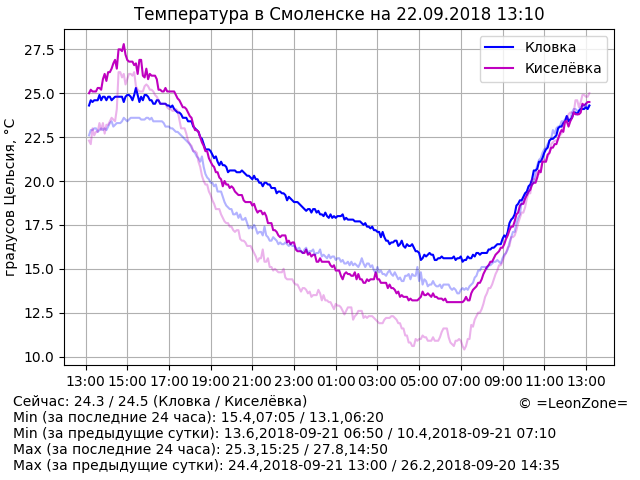 Температура в Смоленске на 22.09.2018 13:10
Кловка
Киселёвка
градусов Цельсия, °C
27.5
25.0
22.5
20.0
17.5
15.0
12.5
10.0
13:00 15:00 17:00 19:00 21:00 23:00 01:00 03:00 05:00 07:00 09:00 11:00 13:00
Сейчас: 24.3 / 24.5 (Кловка / Киселёвка)
© =LeonZone=
Min (за последние 24 часа): 15.4,07:05 / 13.1,06:20
Min (за предыдущие сутки): 13.6,2018-09-21 06:50 / 10.4,2018-09-21 07:10
Max (за последние 24 часа): 25.3,15:25 / 27.8,14:50
Max (за предыдущие сутки): 24.4,2018-09-21 13:00 / 26.2,2018-09-20 14:35